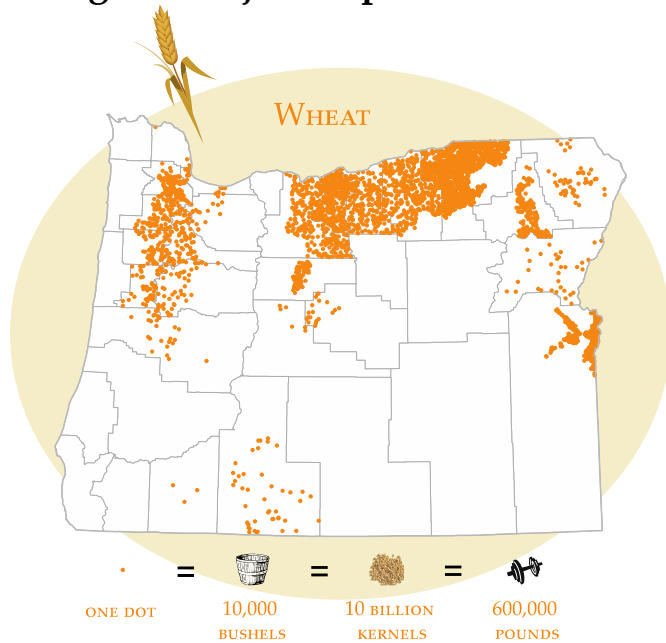 Wheat
=
=
=
one dot
10,000
bushels
10 billion
kernels
600,000
pounds